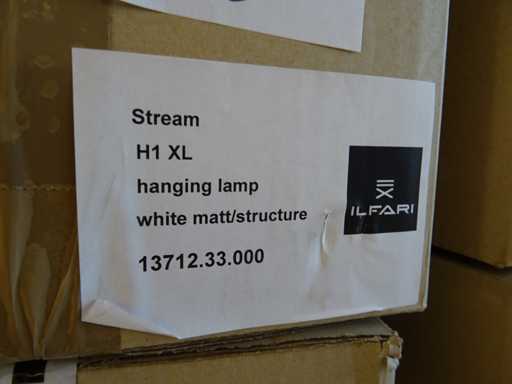 Stream
H1 XL
hanging lamp
white matt/structure
13712.33.000
ILFARI